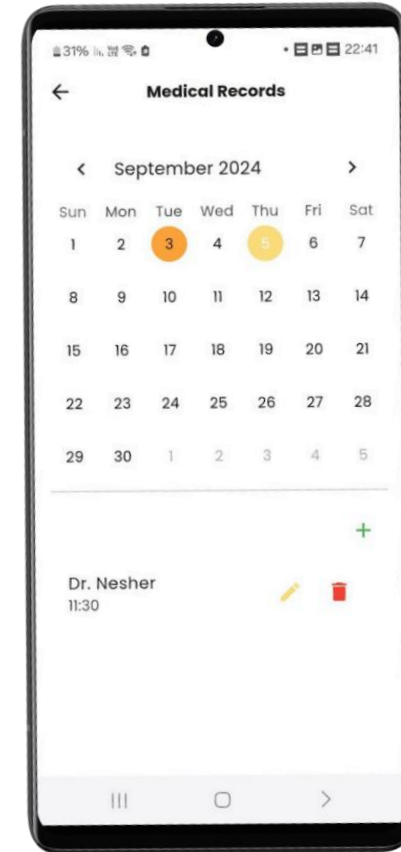 31% 22:41
Medical Records
September 2024
Sun Mon Tue Wed Thu Fri Sat
1 2 3 4 5 6 7
8 9 10 11 12 13 14
15 16 17 18 19 20 21
22 23 24 25 26 27 28
29 30 1 2 3 4 5
+
Dr. Nesher
11:30